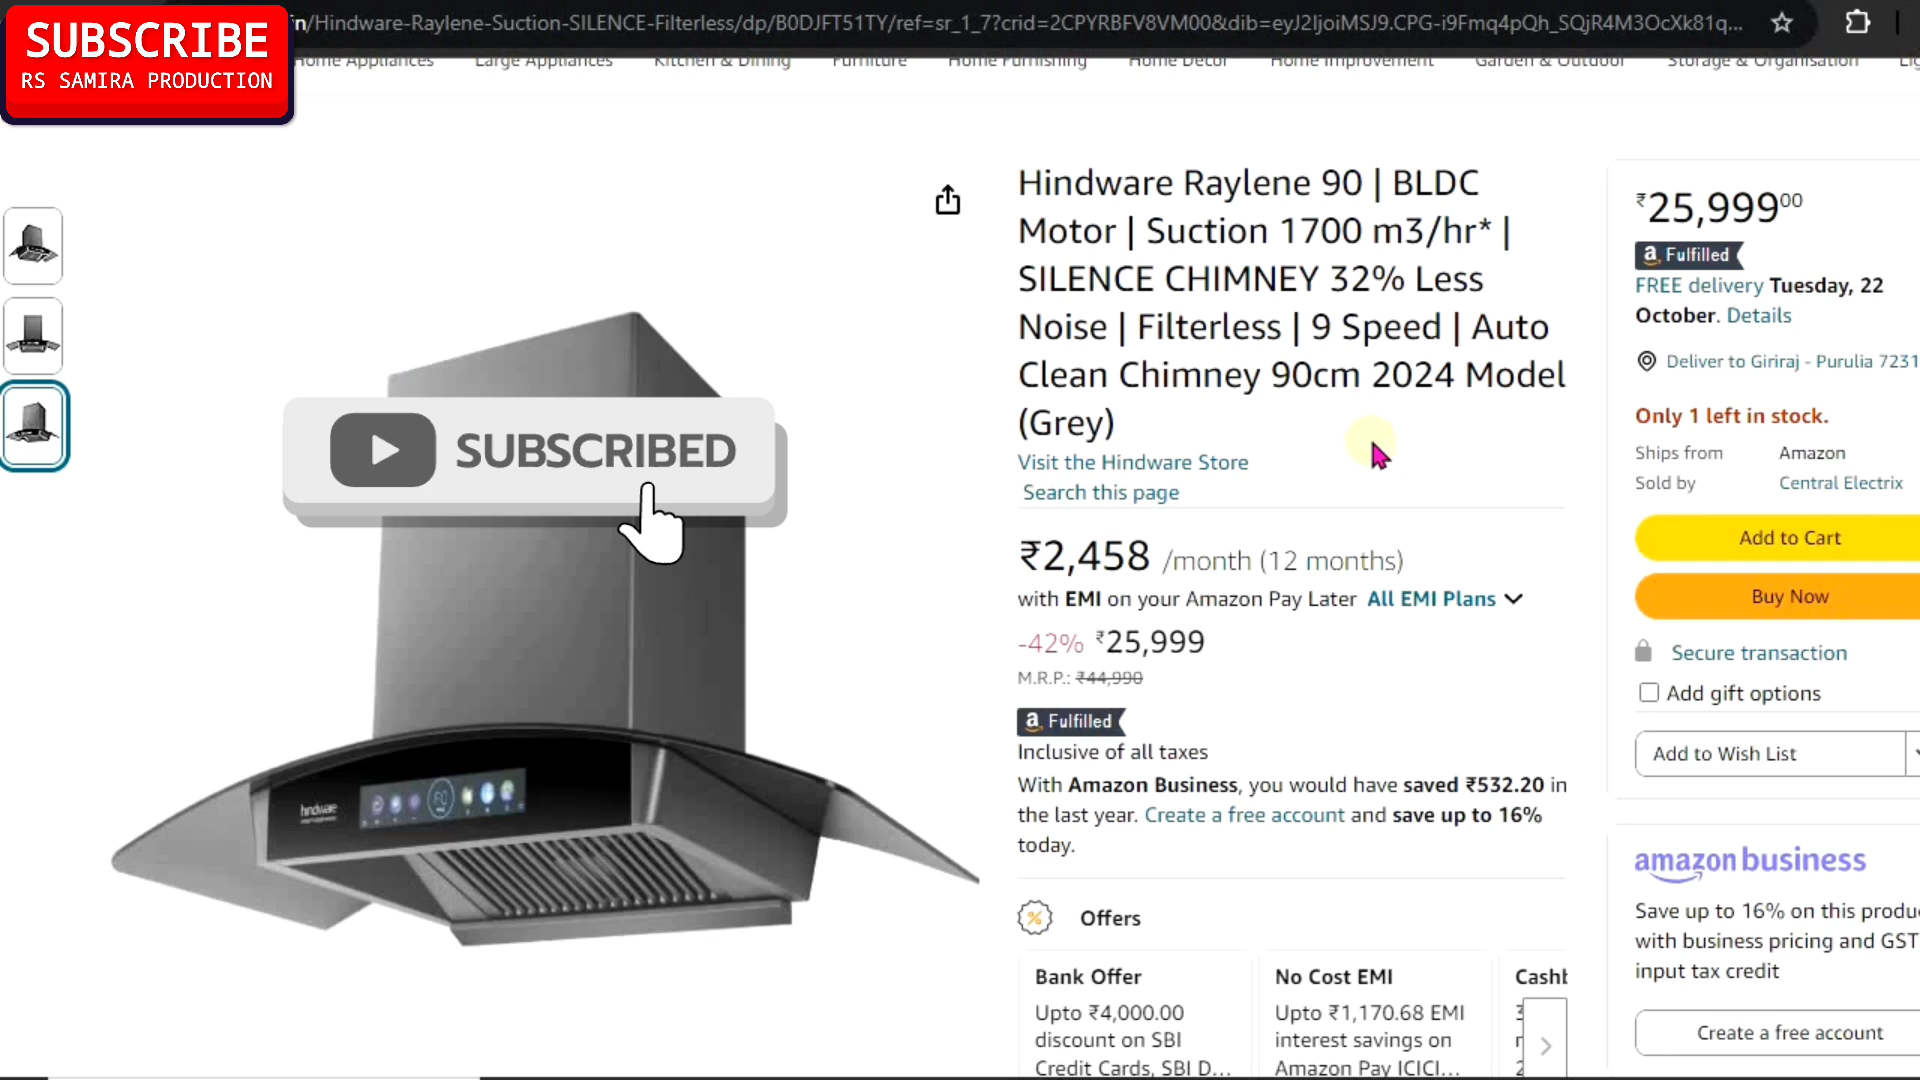 SUBSCRIBE
RS SAMIRA PRODUCTION
in/Hindware-Raylene-Suction-SILENCE-Filterless/dp/B0DJFT51TY/ref=sr_1_7?crid=2CPYRBFV8VM00&dib=eyJ2IjoiMSJ9.CPG-i9Fmq4pQh_SQjR4M3OcXk81q...
Home Appliances Large Appliances Kitchen & Dining Furniture Home Furnishing Home Décor Home Improvement Garden & Outdoor Storage & Organisation
Hindware Raylene 90 | BLDC
Motor | Suction 1700 m3/hr* |
SILENCE CHIMNEY 32% Less
Noise | Filterless | 9 Speed | Auto
Clean Chimney 90cm 2024 Model
(Grey)
Visit the Hindware Store
Search this page
₹2,458 /month (12 months)
with EMI on your Amazon Pay Later All EMI Plans
-42% ₹25,999
M.R.P.: ₹44,990
a Fulfilled
Inclusive of all taxes
With Amazon Business, you would have saved ₹532.20 in
the last year. Create a free account and save up to 16%
today.
Offers
Bank Offer
Upto ₹4,000.00
discount on SBI
Credit Cards, SBI D...
No Cost EMI
Upto ₹1,170.68 EMI
interest savings on
Amazon Pay ICICI...
SUBSCRIBED
hindware
₹25,99900
a Fulfilled
FREE delivery Tuesday, 22
October. Details
Deliver to Giriraj - Purulia 7231
Only 1 left in stock.
Ships from Amazon
Sold by Central Electrix
Add to Cart
Buy Now
Secure transaction
Add gift options
Add to Wish List
amazon business
Save up to 16% on this
with business pricing and GST
input tax credit
Create a free account